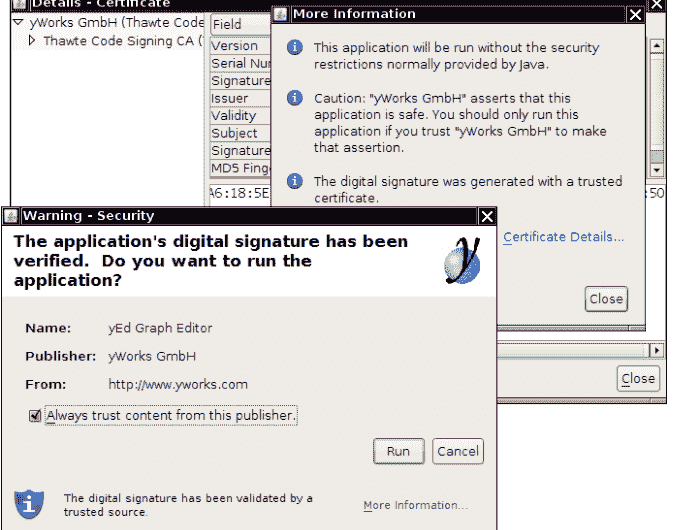 Details - Certificate
yWorks GmbH (Thawte Code
Thawte Code Signing CA (
Field
Version
Serial Nu
Signature
Issuer
Validity
Subject
Signature
MD5 Fing
A6:18:5E
:50
Close
More Information
This application will be run without the security
restrictions normally provided by Java.
Caution: "yWorks GmbH" asserts that this
application is safe. You should only run this
application if you trust "yWorks GmbH" to make
that assertion.
The digital signature was generated with a trusted
certificate.
Certificate Details...
Close
Warning - Security
The application's digital signature has been
verified. Do you want to run the
application?
y
Name: yEd Graph Editor
Publisher: yWorks GmbH
From: http://www.yworks.com
Always trust content from this publisher.
Run Cancel
The digital signature has been validated by a
trusted source.
More Information...